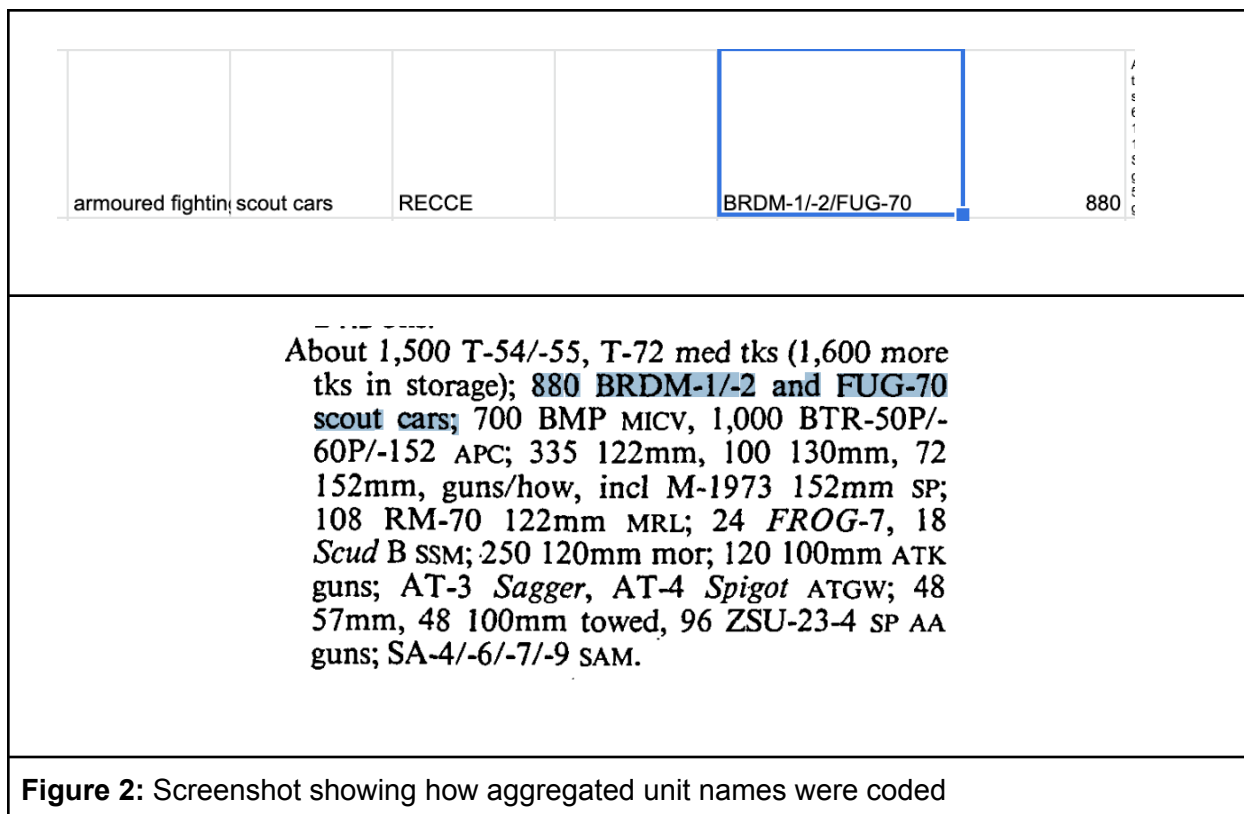 armoured fightin scout cars RECCE BRDM-1/-2/FUG-70 880
About 1,500 T-54/-55, T-72 med tks (1,600 more
tks in storage); 880 BRDM-1/-2 and FUG-70
scout cars; 700 BMP MICV, 1,000 BTR-50P/-
60P/-152 APC; 335 122mm, 100 130mm, 72
152mm, guns/how, incl M-1973 152mm SP;
108 RM-70 122mm MRL; 24 FROG-7, 18
Scud B SSM; 250 120mm mor; 120 100mm ATK
guns; AT-3 Sagger, AT-4 Spigot ATGW; 48
57mm, 48 100mm towed, 96 ZSU-23-4 SP AA
guns; SA-4/-6/-7/-9 SAM.
Figure 2: Screenshot showing how aggregated unit names were coded